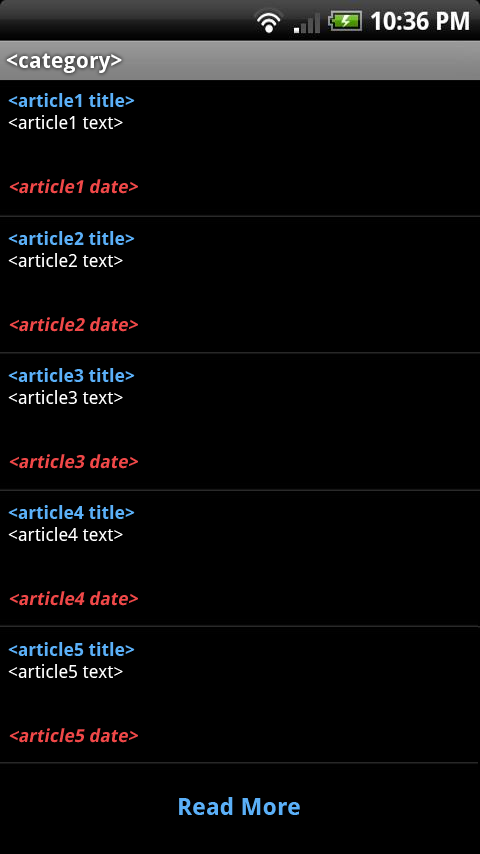 10:36 PM
<category>
<article1 title>
<article1 text>
<article1 date>
<article2 title>
<article2 text>
<article2 date>
<article3 title>
<article3 text>
<article3 date>
<article4 title>
<article4 text>
<article4 date>
<article5 title>
<article5 text>
<article5 date>
Read More